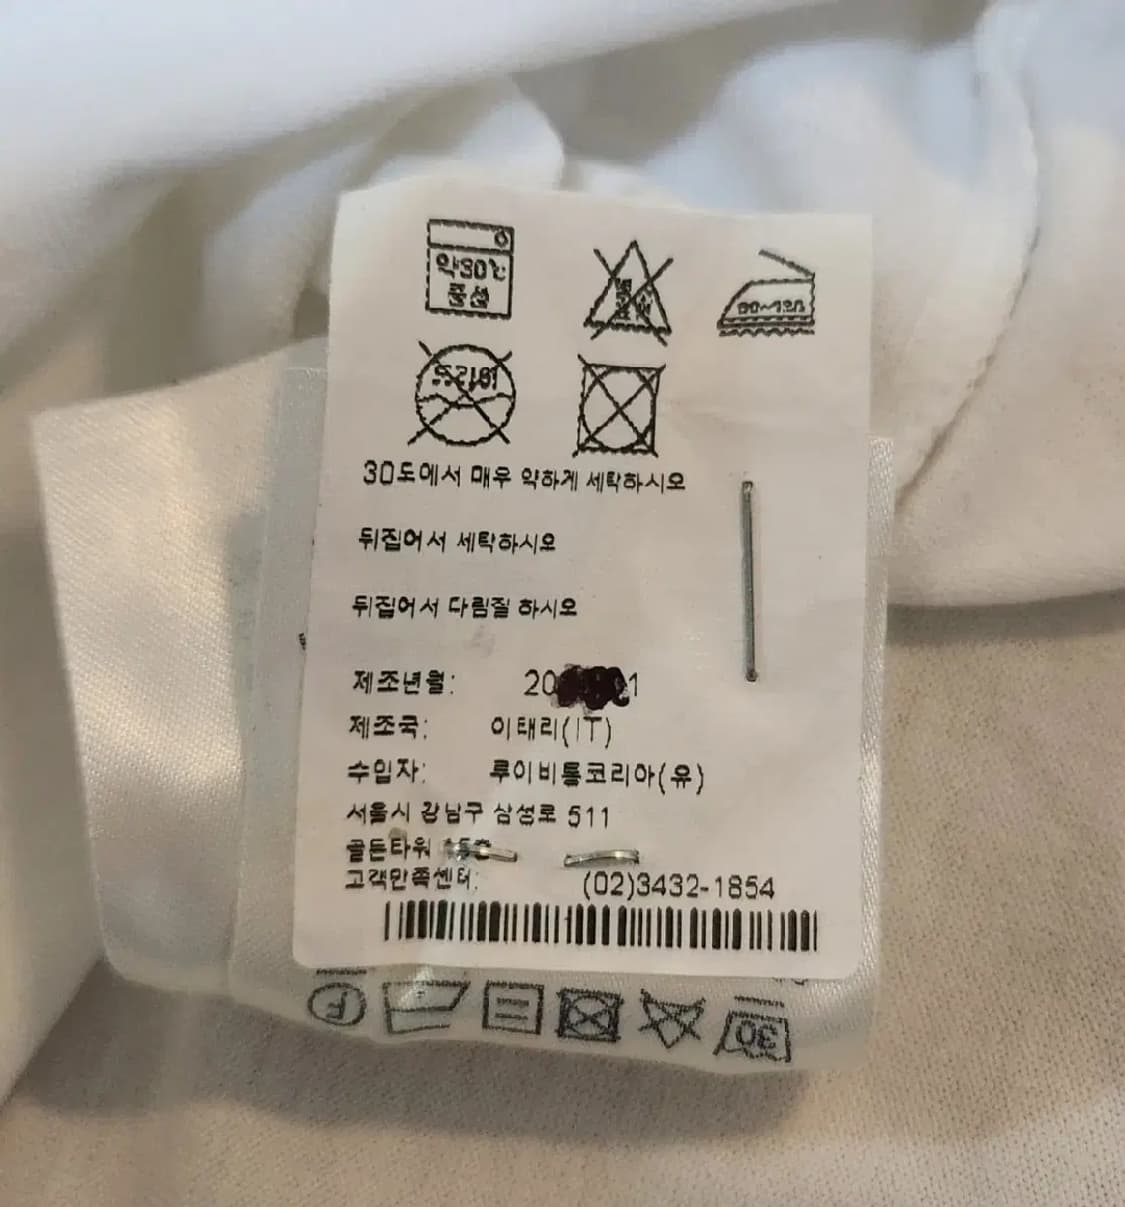 약30℃
중성
30도에서 매우 약하게 세탁하시오
뒤집어서 세탁하시오
뒤집어서 다림질 하시오
제조년월: 20 1
제조국: 이태리(IT)
수입자: 루이비통코리아(유)
서울시 강남구 삼성로 511
골든타워
고객만족센터: (02)3432-1854
F
30